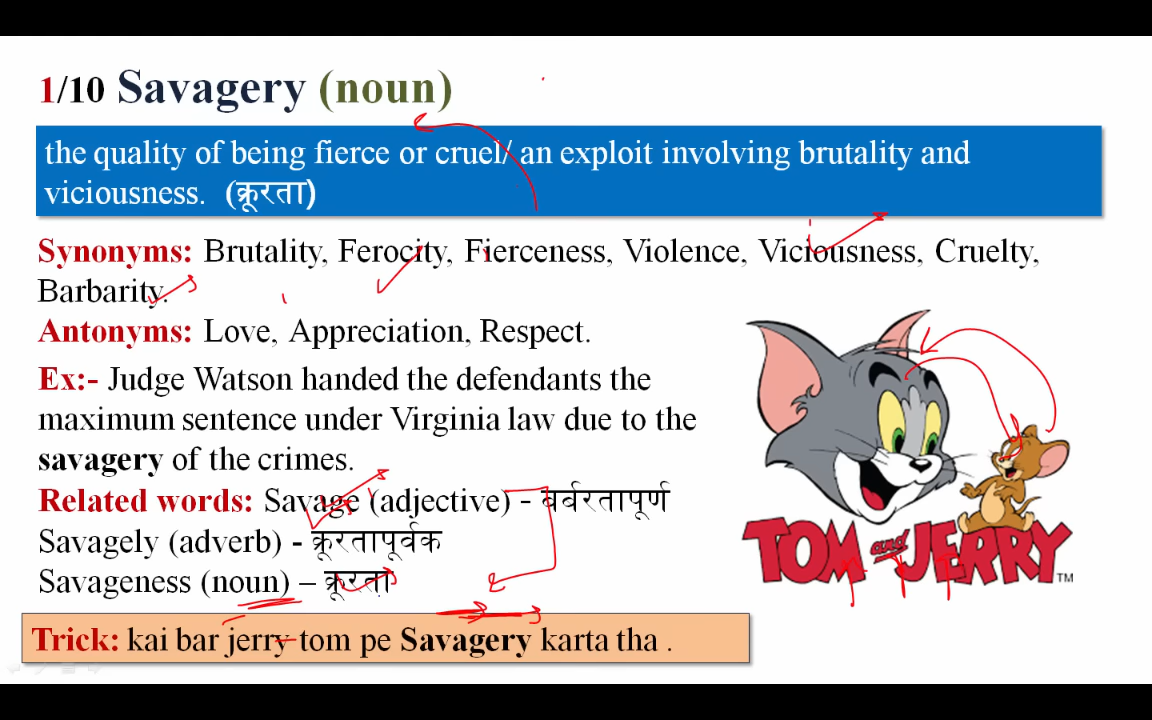 1/10 Savagery (noun)
the quality of being fierce or cruel/ an exploit involving brutality and
viciousness. (क्रूरता)
Synonyms: Brutality, Ferocity, Fierceness, Violence, Viciousness, Cruelty,
Barbarity.
Antonyms: Love, Appreciation, Respect.
Ex:- Judge Watson handed the defendants the
maximum sentence under Virginia law due to the
savagery of the crimes.
Related words: Savage (adjective) - बर्बरतापूर्ण
Savagely (adverb) - क्रूरतापूर्वक
Savageness (noun) – क्रूरता
TOM and JERRY TM
Trick: kai bar jerry tom pe Savagery karta tha .